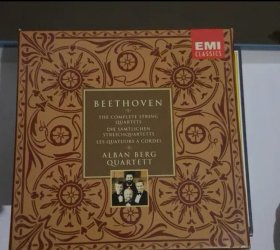 EMI
CLASSICS
BEETHOVEN
THE COMPLETE STRING
QUARTETS
DIE SÄMTLICHEN
STREICHQUARTETTE
LES QUATUORS A CORDES
ALBAN BERG
QUARTETT